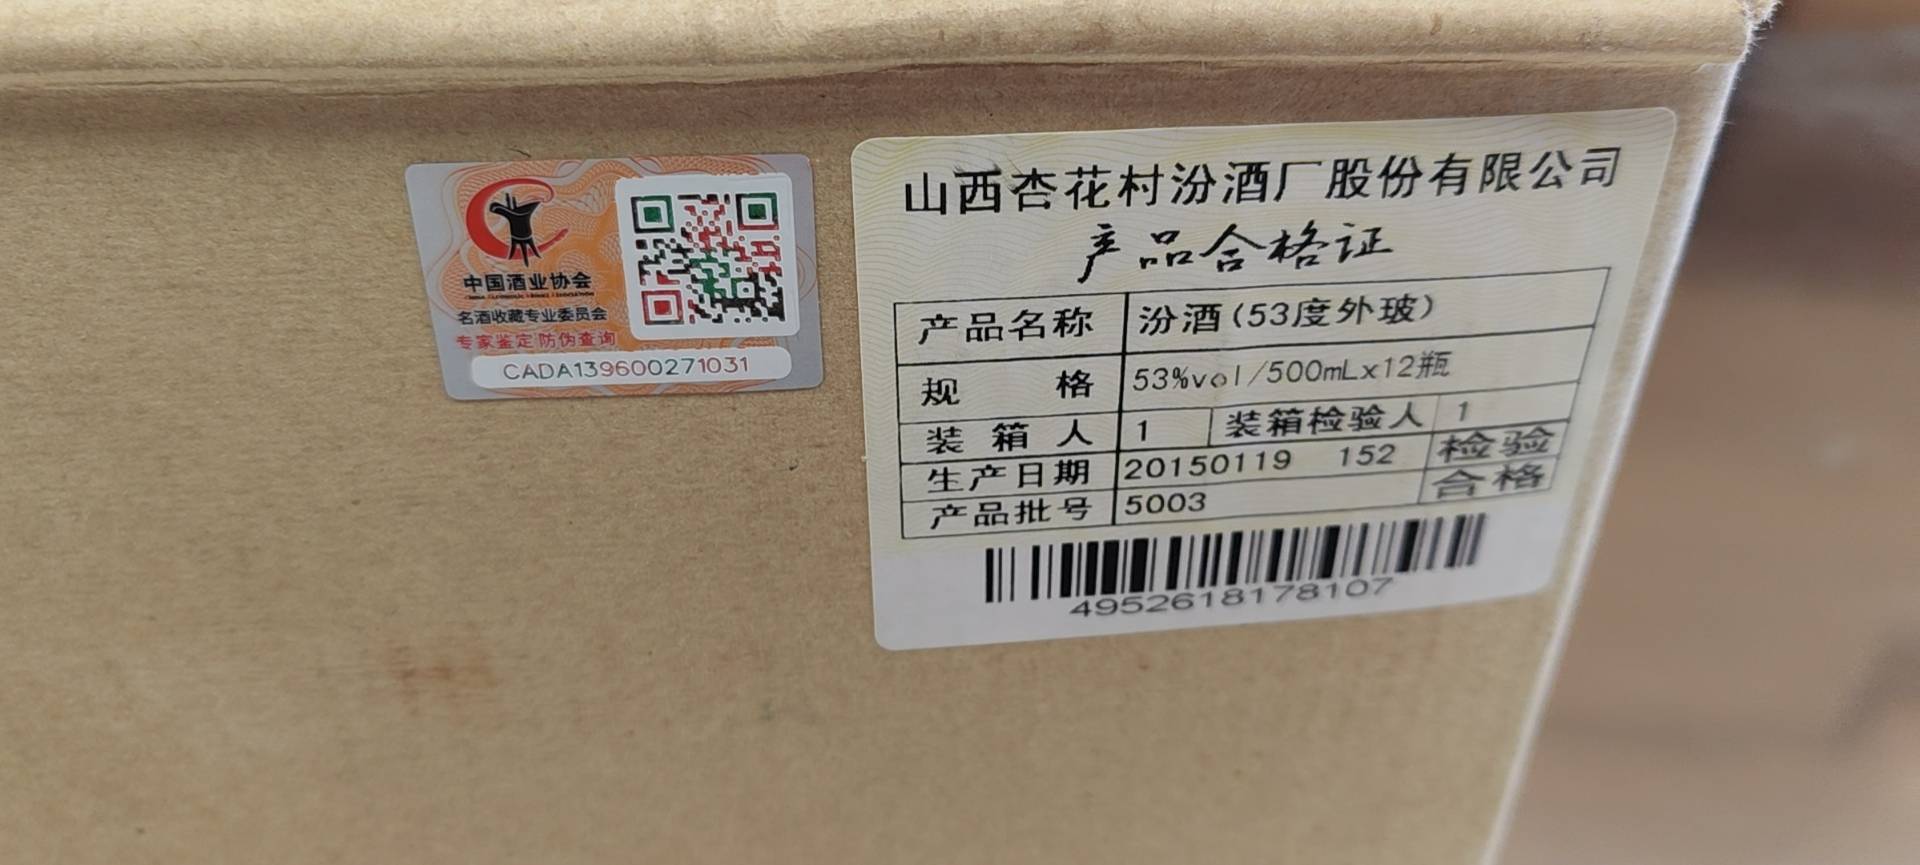 中国酒业协会
名酒收藏专业委员会
专家鉴定 防伪查询
CADA139600271031
山西杏花村汾酒厂股份有限公司
产品合格证
产品名称 汾酒(53度外玻)
规格 53%vol/500mLx12瓶
装箱人 1 装箱检验人 1
生产日期 20150119 152 检验
产品批号 5003 合格
4952618178107